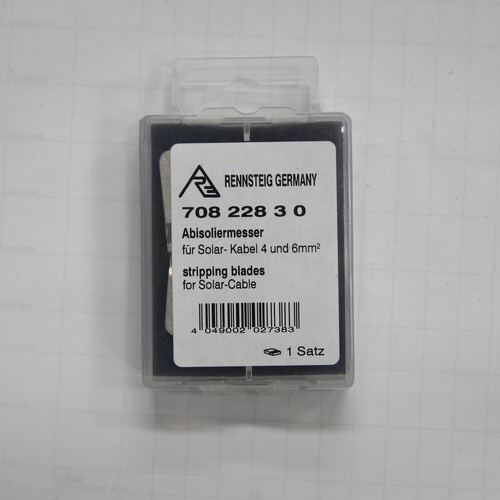 RENNSTEIG GERMANY
708 228 3 0
Abisoliermesser
für Solar- Kabel 4 und 6mm²
stripping blades
for Solar-Cable
4 049002 027383
1 Satz